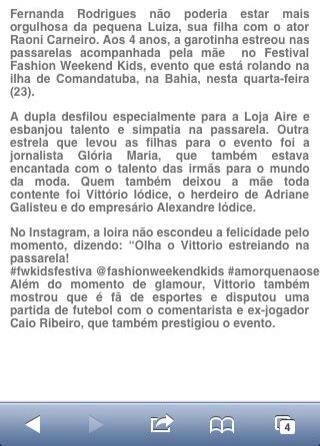 Fernanda Rodrigues não poderia estar mais
orgulhosa da pequena Luiza, sua filha com o ator
Raoni Carneiro. Aos 4 anos, a garotinha estreou nas
passarelas acompanhada pela mãe no Festival
Fashion Weekend Kids, evento que está rolando na
ilha de Comandatuba, na Bahia, nesta quarta-feira
(23).
A dupla desfilou especialmente para a Loja Aire e
esbanjou talento e simpatia na passarela. Outra
estrela que levou as filhas para o evento foi a
jornalista Glória Maria, que também estava
encantada com o talento das irmãs para o mundo
da moda. Quem também deixou a mãe toda
contente foi Vittório Iódice, o herdeiro de Adriane
Galisteu e do empresário Alexandre Iódice.
No Instagram, a loira não escondeu a felicidade pelo
momento, dizendo: “Olha o Vittorio estreiando na
passarela!
#fwkidsfestiva @fashionweekendkids #amorquenaose
Além do momento de glamour, Vittorio também
mostrou que é fã de esportes e disputou uma
partida de futebol com o comentarista e ex-jogador
Caio Ribeiro, que também prestigiou o evento.
4